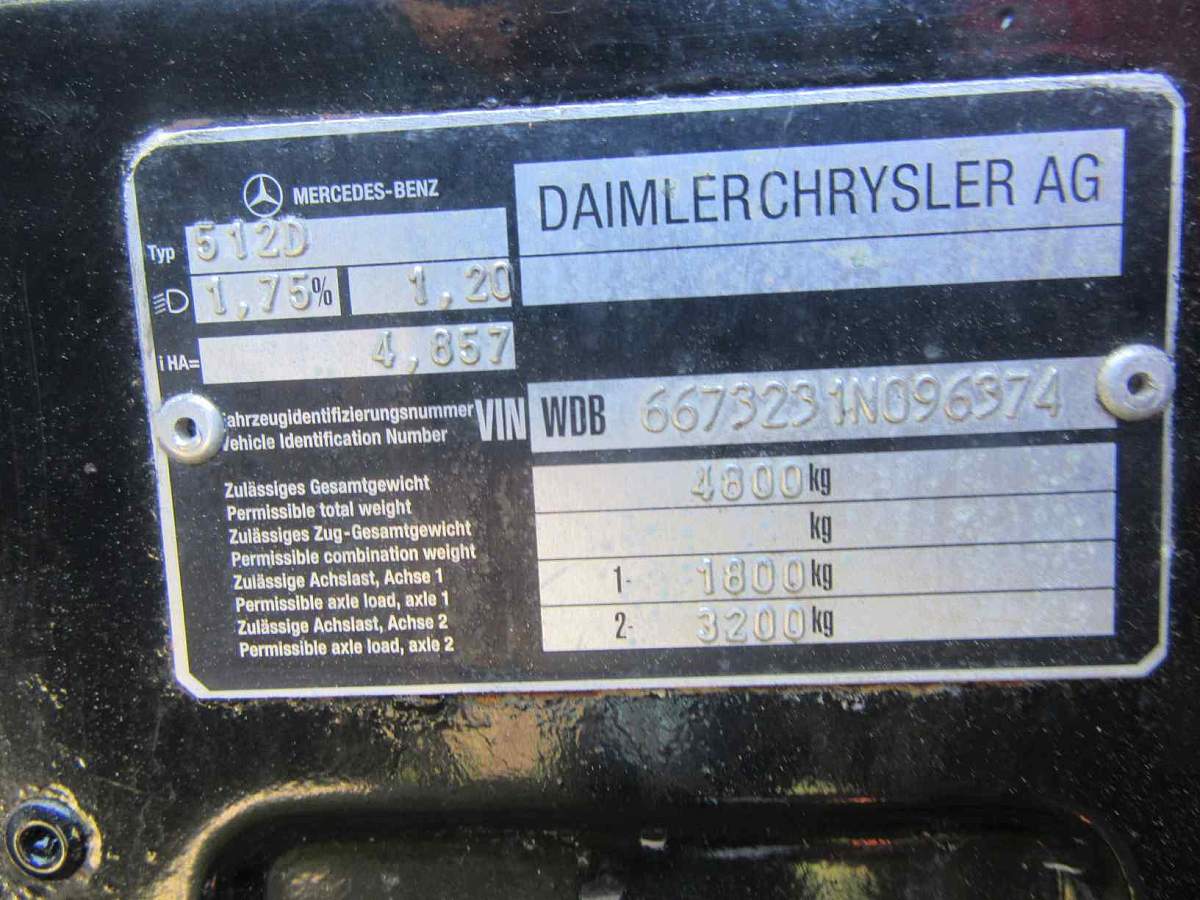 MERCEDES-BENZ
DAIMLERCHRYSLER AG
Typ 512D
1,75% 1,20
i HA= 4,857
Fahrzeugidentifizierungsnummer
Vehicle Identification Number
VIN WDB 6673231N096374
Zulässiges Gesamtgewicht
Permissible total weight
4800 kg
Zulässiges Zug-Gesamtgewicht
Permissible combination weight
kg
Zulässige Achslast, Achse 1
Permissible axle load, axle 1
1- 1800 kg
Zulässige Achslast, Achse 2
Permissible axle load, axle 2
2- 3200 kg